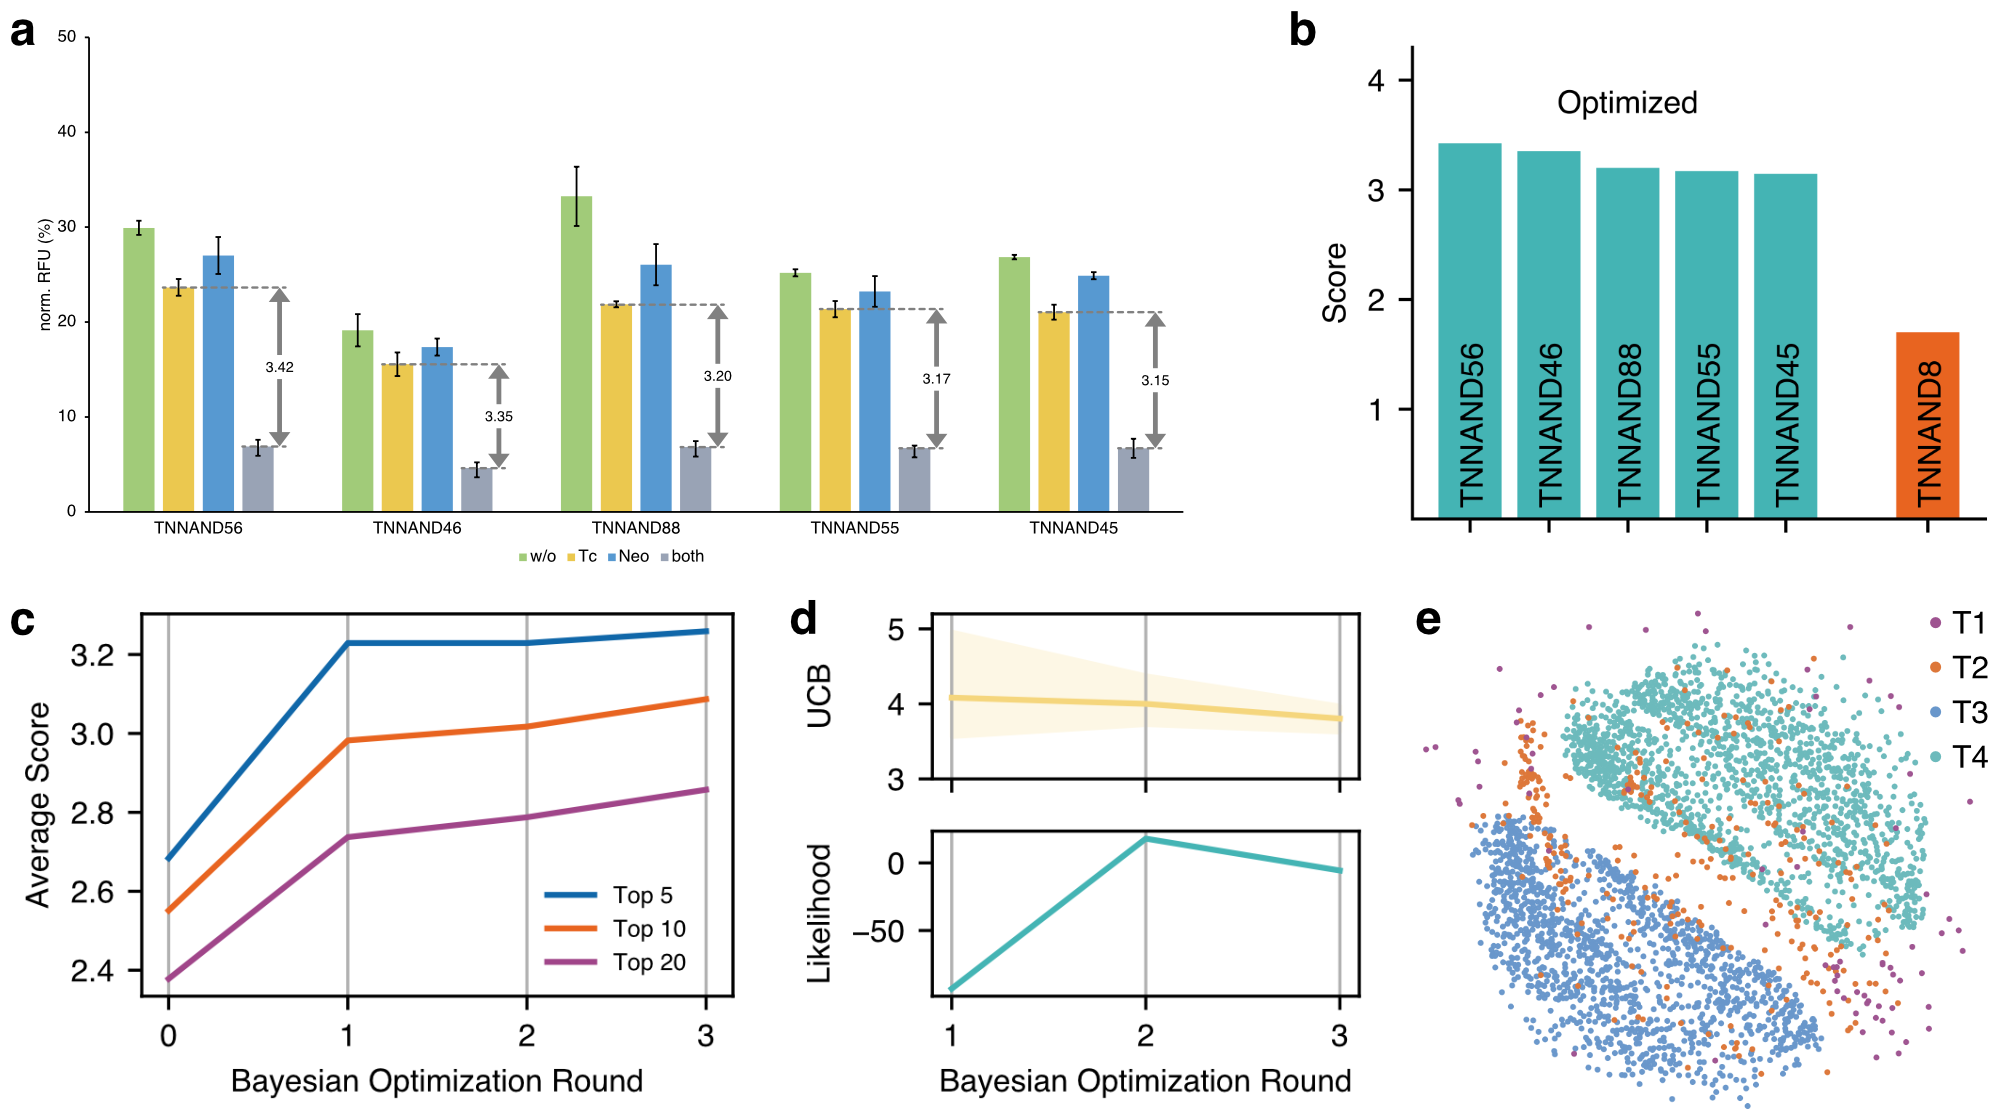 a
50
40
30
20
10
0
norm. RFU (%)
3.42
3.35
3.20
3.17
3.15
TNNAND56 TNNAND46 TNNAND88 TNNAND55 TNNAND45
w/o Tc Neo both
b
4
3
2
1
Score
Optimized
TNNAND56
TNNAND46
TNNAND88
TNNAND55
TNNAND45
TNNAND8
c
3.2
3.0
2.8
2.6
2.4
Average Score
Top 5
Top 10
Top 20
0 1 2 3
Bayesian Optimization Round
d
5
4
3
UCB
0
−50
Likelihood
1 2 3
Bayesian Optimization Round
e
T1
T2
T3
T4